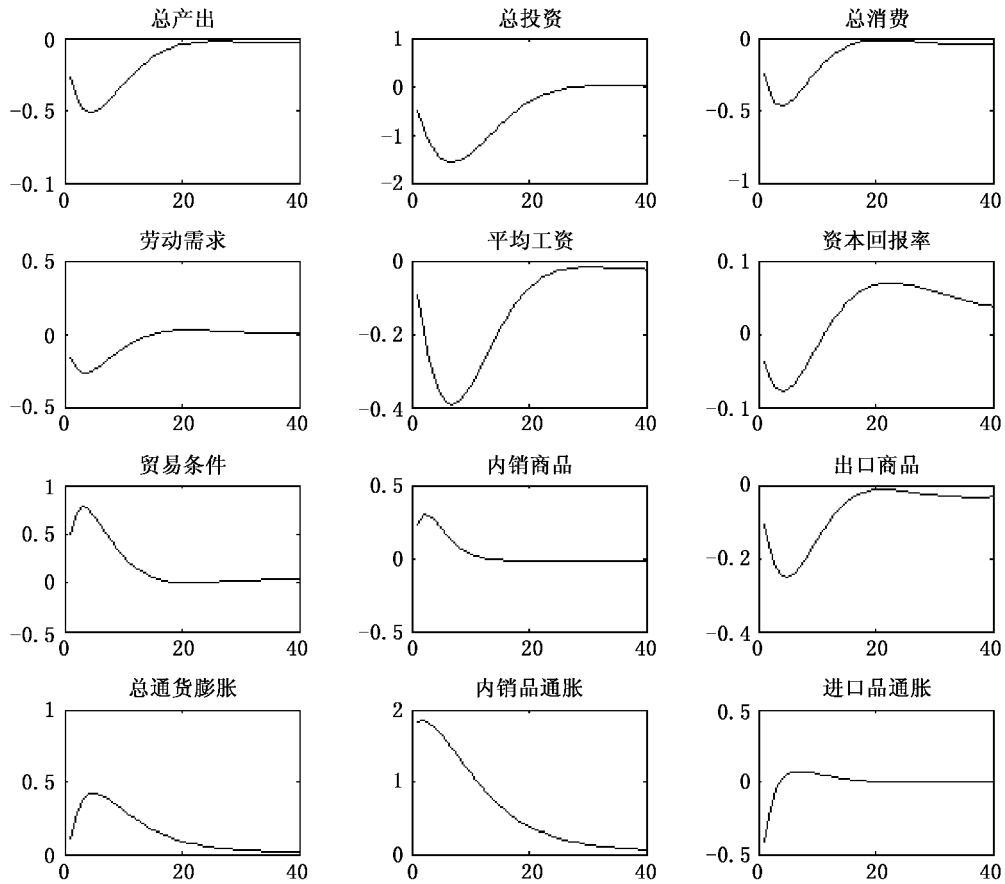 总产出 总投资 总消费
0 1 0
-0.5 0 -0.5
-1
-0.1 -2 -1
0 20 40 0 20 40 0 20 40
劳动需求 平均工资 资本回报率
0.5 0 0.1
0 -0.2 0
-0.5 -0.4 -0.1
0 20 40 0 20 40 0 20 40
贸易条件 内销商品 出口商品
1 0.5 0
0.5 0 -0.2
0
-0.5 -0.5 -0.4
0 20 40 0 20 40 0 20 40
总通货膨胀 内销品通胀 进口品通胀
1 2 0.5
0.5 1 0
0 0 -0.5
0 20 40 0 20 40 0 20 40